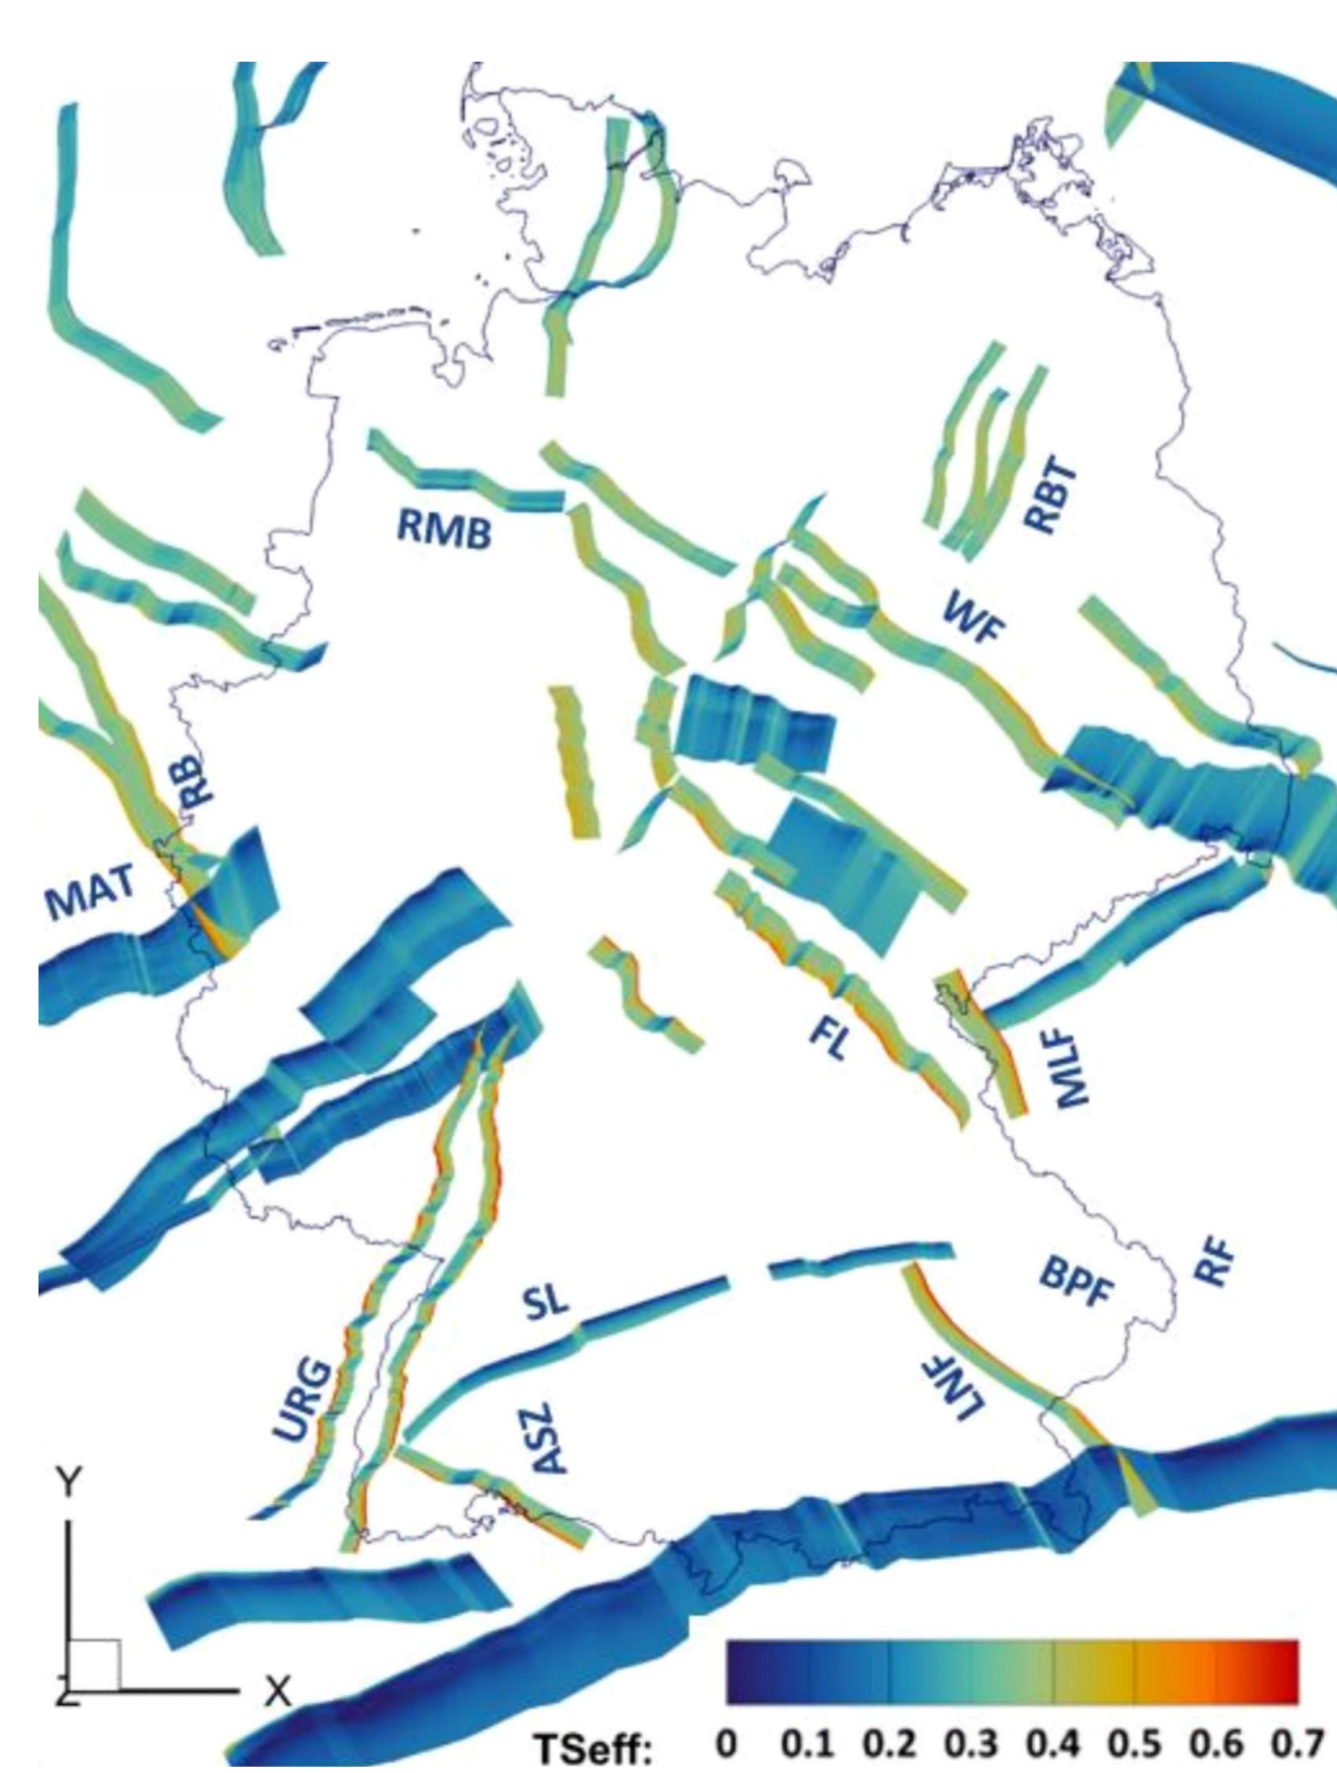 RMB
RBT
WF
RB
MAT
FL
MLF
BPF
RF
SL
URG
ASZ
LNF
Y
Z
X
TSeff:
0 0.1 0.2 0.3 0.4 0.5 0.6 0.7